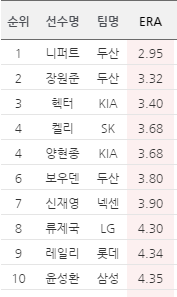 순위 선수명 팀명 ERA
1 니퍼트 두산 2.95
2 장원준 두산 3.32
3 헥터 KIA 3.40
4 켈리 SK 3.68
4 양현종 KIA 3.68
6 보우덴 두산 3.80
7 신재영 넥센 3.90
8 류제국 LG 4.30
9 레일리 롯데 4.34
10 윤성환 삼성 4.35